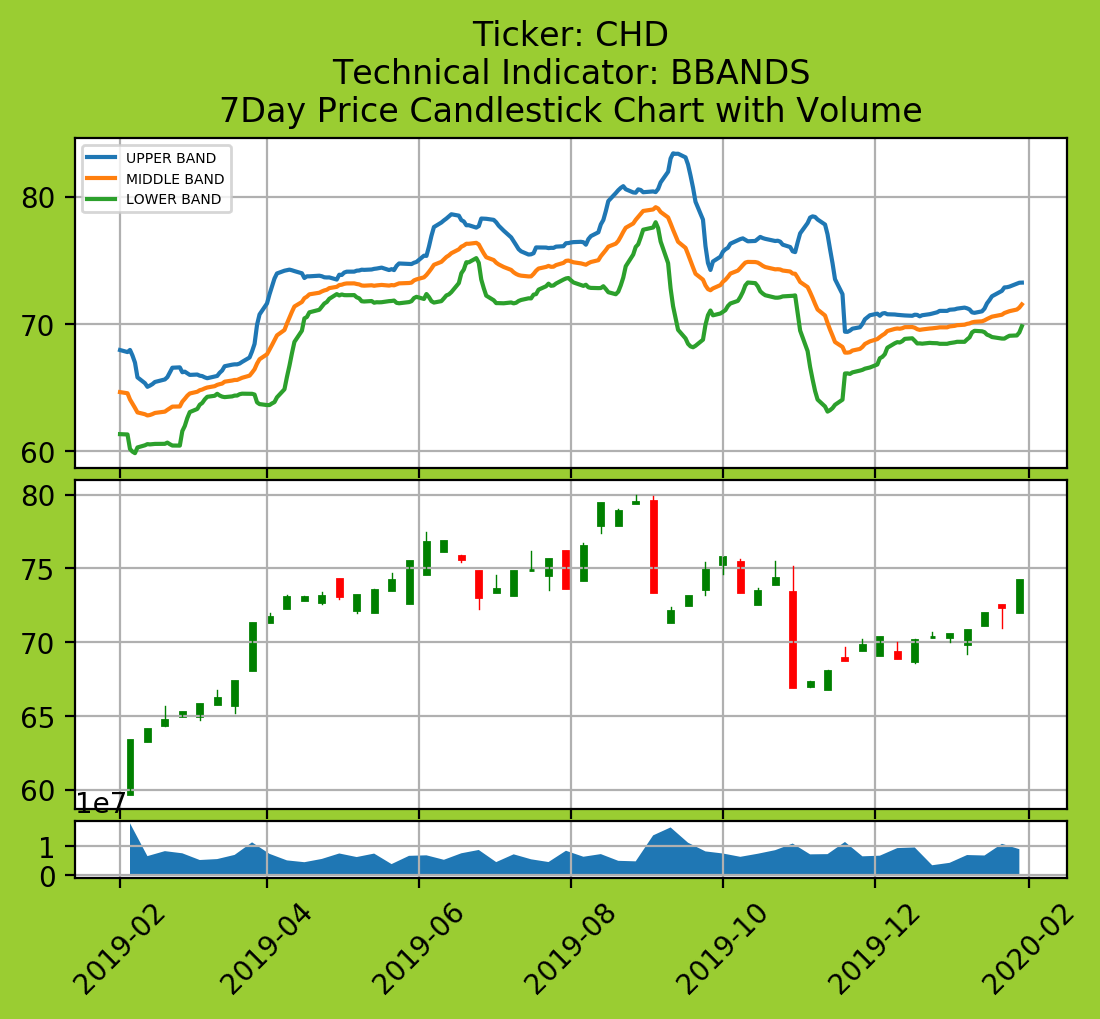 Ticker: CHD
Technical Indicator: BBANDS
7Day Price Candlestick Chart with Volume
UPPER BAND
MIDDLE BAND
LOWER BAND
80
70
60
80
75
70
65
60
1e7
1
0
2019-02
2019-04
2019-06
2019-08
2019-10
2019-12
2020-02